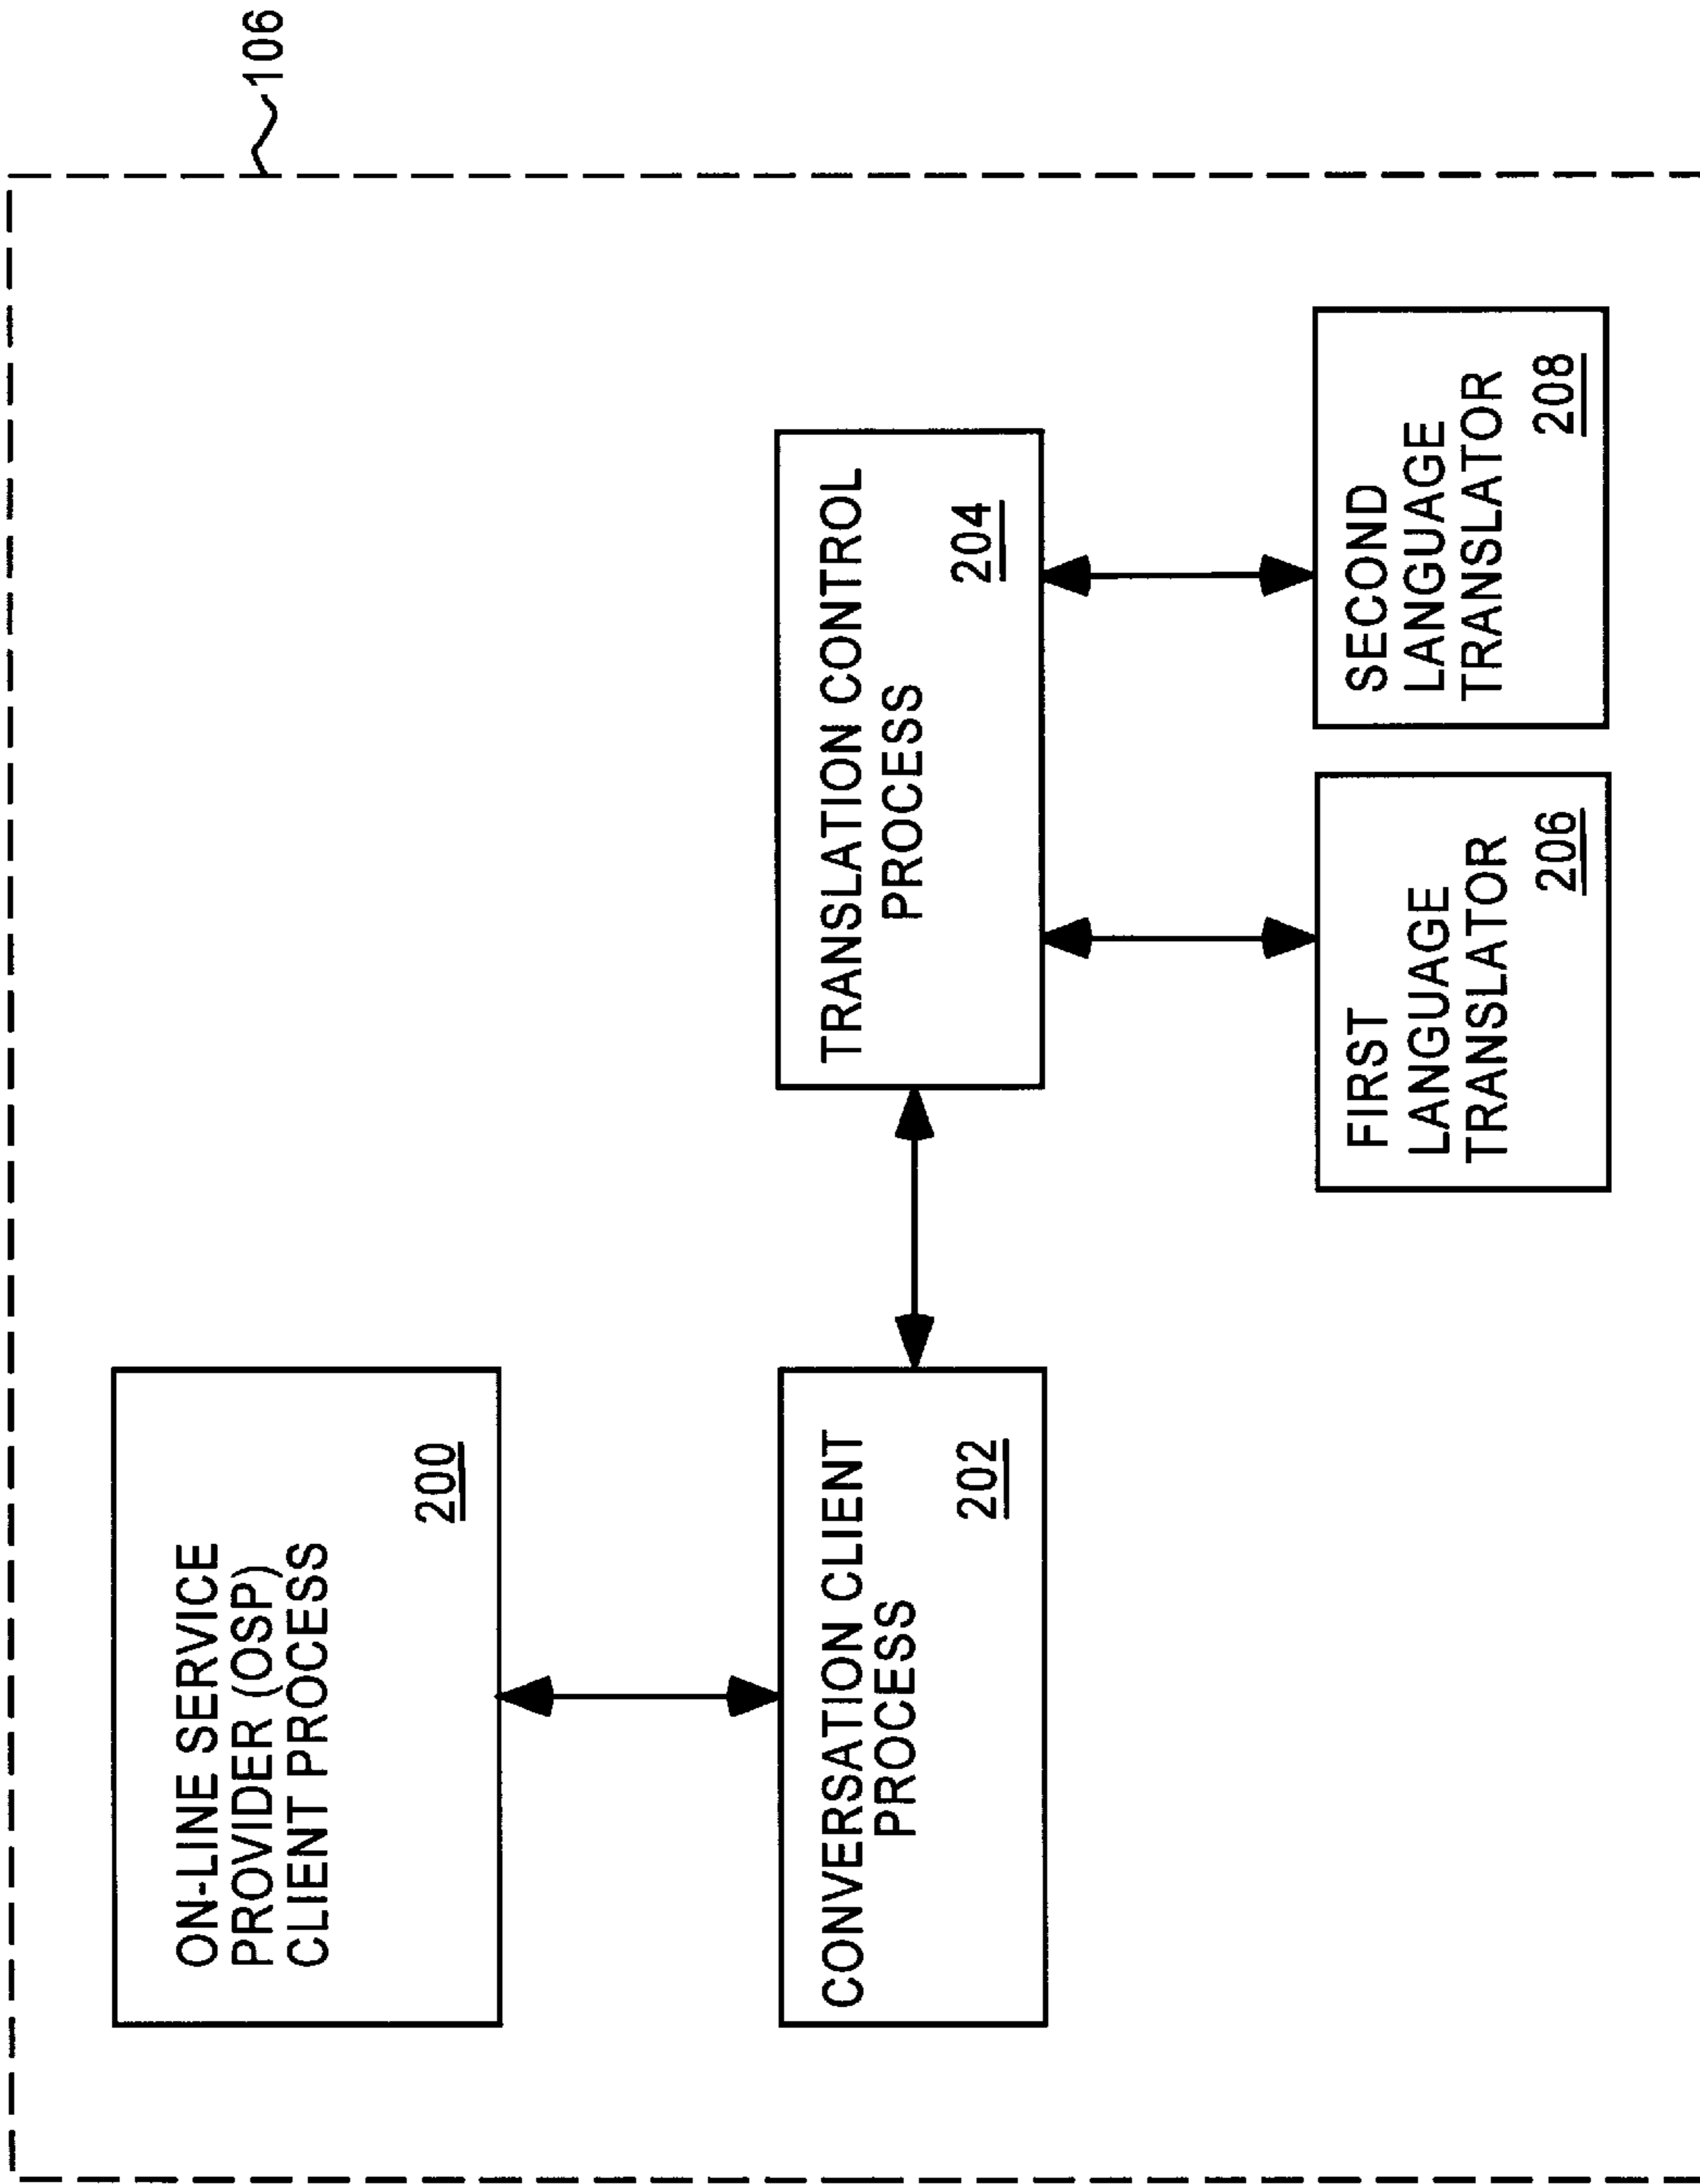 106
ON-LINE SERVICE
PROVIDER (OSP)
CLIENT PROCESS
200
CONVERSATION CLIENT
PROCESS
202
TRANSLATION CONTROL
PROCESS
204
FIRST
LANGUAGE
TRANSLATOR
206
SECOND
LANGUAGE
TRANSLATOR
208